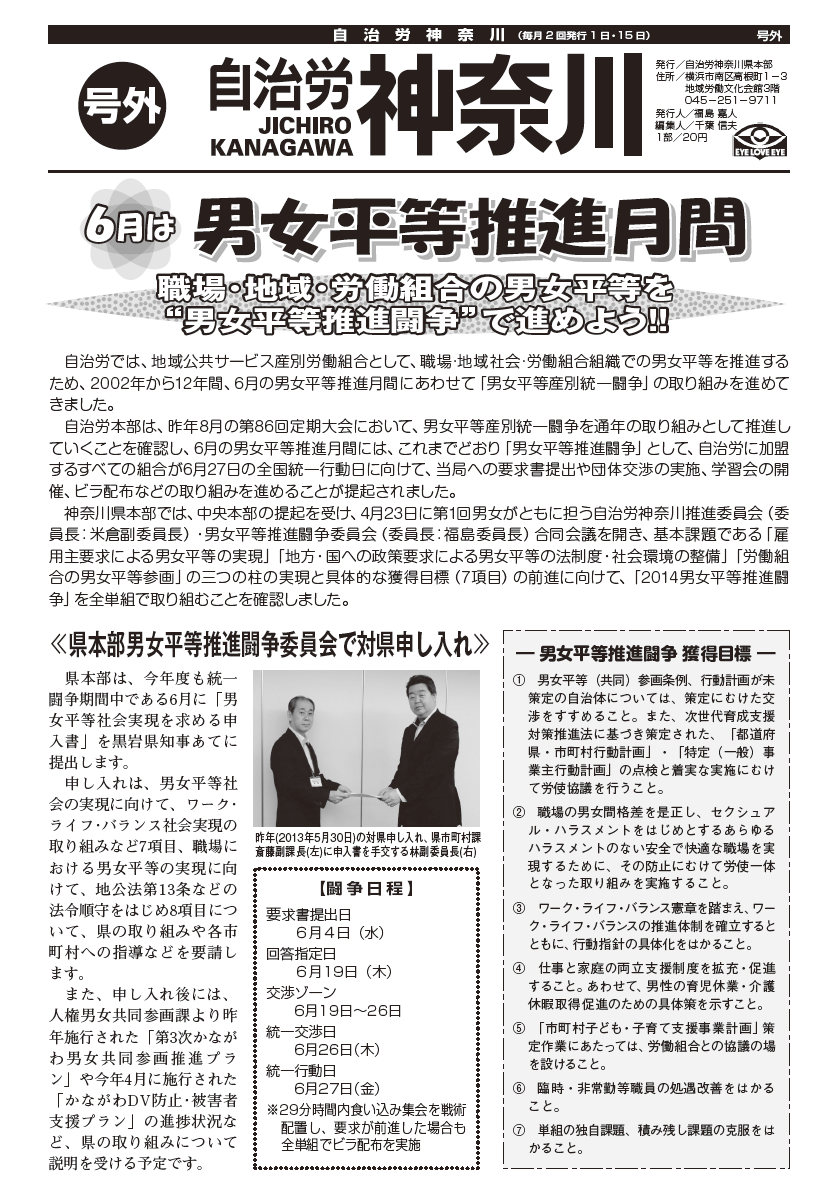 自治労神奈川（毎月２回発行１日・15日） 号外
号外
自治労
JICHIRO
KANAGAWA
神奈川
発行／自治労神奈川県本部
住所／横浜市南区高根町１－３
地域労働文化会館3階
045－251－9711
発行人／福島 嘉人
編集人／千葉 信夫
１部／20円
EYE LOVE EYE
6月は 男女平等推進月間
職場・地域・労働組合の男女平等を
“男女平等推進闘争”で進めよう!!
自治労では、地域公共サービス産別労働組合として、職場・地域社会・労働組合組織での男女平等を推進する
ため、2002年から12年間、6月の男女平等推進月間にあわせて「男女平等産別統一闘争」の取り組みを進めて
きました。
自治労本部は、昨年8月の第86回定期大会において、男女平等産別統一闘争を通年の取り組みとして推進し
ていくことを確認し、6月の男女平等推進月間には、これまでどおり「男女平等推進闘争」として、自治労に加盟
するすべての組合が6月27日の全国統一行動日に向けて、当局への要求書提出や団体交渉の実施、学習会の開
催、ビラ配布などの取り組みを進めることが提起されました。
神奈川県本部では、中央本部の提起を受け、4月23日に第1回男女がともに担う自治労神奈川推進委員会（委
員長：米倉副委員長）・男女平等推進闘争委員会（委員長：福島委員長）合同会議を開き、基本課題である「雇
用主要求による男女平等の実現」「地方・国への政策要求による男女平等の法制度・社会環境の整備」「労働組
合の男女平等参画」の三つの柱の実現と具体的な獲得目標（7項目）の前進に向けて、「2014男女平等推進闘
争」を全単組で取り組むことを確認しました。
≪県本部男女平等推進闘争委員会で対県申し入れ≫
県本部は、今年度も統一
闘争期間中である6月に「男
女平等社会実現を求める申
入書」を黒岩県知事あてに
提出します。
申し入れは、男女平等社
会の実現に向けて、ワーク・
ライフ・バランス社会実現の
取り組みなど7項目、職場に
おける男女平等の実現に向
けて、地公法第13条などの
法令順守をはじめ8項目につ
いて、県の取り組みや各市
町村への指導などを要請し
ます。
また、申し入れ後には、
人権男女共同参画課より昨
年施行された「第3次かなが
わ男女共同参画推進プラ
ン」や今年4月に施行された
「かながわDV防止・被害者
支援プラン」の進捗状況な
ど、県の取り組みについて
説明を受ける予定です。
昨年(2013年5月30日)の対県申し入れ、県市町村課
斎藤副課長(左)に申入書を手交する林副委員長(右)
【闘争日程】
要求書提出日
６月４日（水）
回答指定日
６月19日（木）
交渉ゾーン
6月19日～26日
統一交渉日
6月26日(木)
統一行動日
6月27日(金)
※29分時間内食い込み集会を戦術
配置し、要求が前進した場合も
全単組でビラ配布を実施
― 男女平等推進闘争 獲得目標 ―
① 男女平等（共同）参画条例、行動計画が未
策定の自治体については、策定にむけた交
渉をすすめること。また、次世代育成支援
対策推進法に基づき策定された、「都道府
県・市町村行動計画」・「特定（一般）事
業主行動計画」の点検と着実な実施にむけ
て労使協議を行うこと。
② 職場の男女間格差を是正し、セクシュア
ル・ハラスメントをはじめとするあらゆる
ハラスメントのない安全で快適な職場を実
現するために、その防止にむけて労使一体
となった取り組みを実施すること。
③ ワーク・ライフ・バランス憲章を踏まえ、ワー
ク・ライフ・バランスの推進体制を確立すると
ともに、行動指針の具体化をはかること。
④ 仕事と家庭の両立支援制度を拡充・促進
すること。あわせて、男性の育児休業・介護
休暇取得促進のための具体策を示すこと。
⑤ 「市町村子ども・子育て支援事業計画」策
定作業にあたっては、労働組合との協議の場
を設けること。
⑥ 臨時・非常勤等職員の処遇改善をはかる
こと。
⑦ 単組の独自課題、積み残し課題の克服をは
かること。